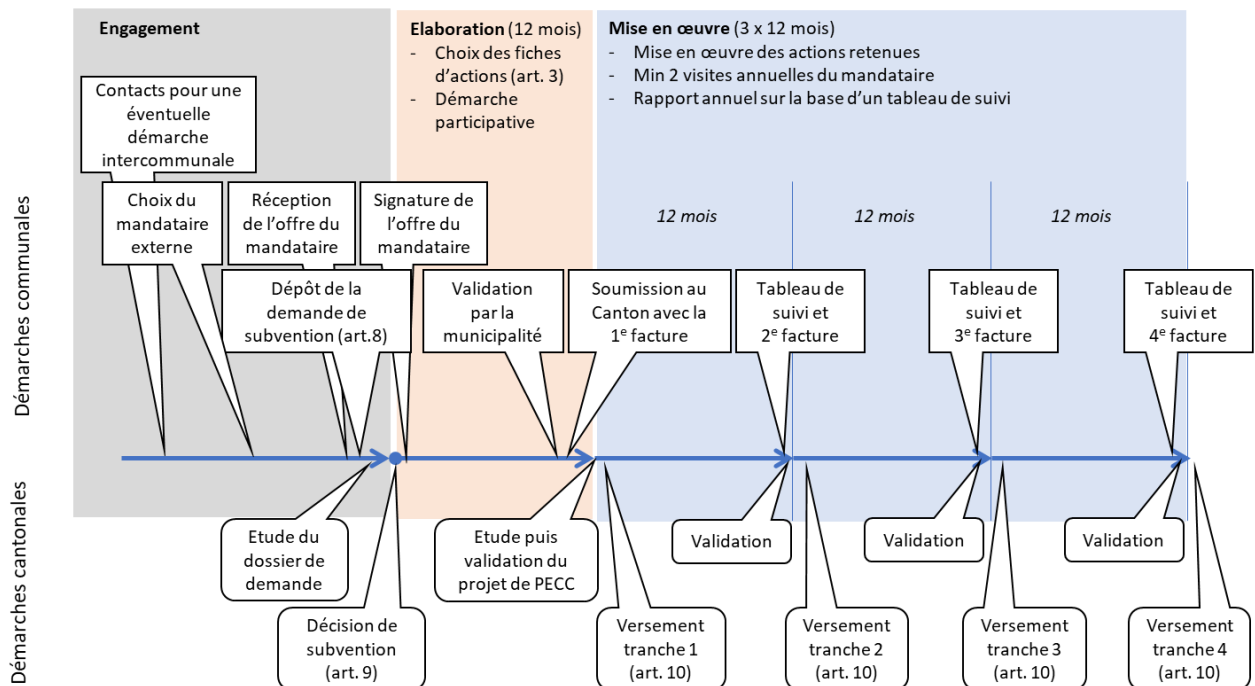 Engagement
Elaboration (12 mois)
- Choix des fiches
d'actions (art. 3)
- Démarche
participative
Mise en œuvre (3 x 12 mois)
- Mise en œuvre des actions retenues
- Min 2 visites annuelles du mandataire
- Rapport annuel sur la base d'un tableau de suivi
Démarches communales
Contacts pour une
éventuelle
démarche
intercommunale
Choix du
mandataire
externe
Réception
de l'offre du
mandataire
Signature de
l'offre du
mandataire
12 mois
12 mois
12 mois
Dépôt de la
demande de
subvention (art.8)
Validation
par la
municipalité
Soumission au
Canton avec la
1e facture
Tableau de
suivi et
2e facture
Tableau de
suivi et
3e facture
Tableau de
suivi et
4e facture
Démarches cantonales
Etude du
dossier de
demande
Etude puis
validation du
projet de PECC
Validation
Validation
Validation
Décision de
subvention
(art. 9)
Versement
tranche 1
(art. 10)
Versement
tranche 2
(art. 10)
Versement
tranche 3
(art. 10)
Versement
tranche 4
(art. 10)